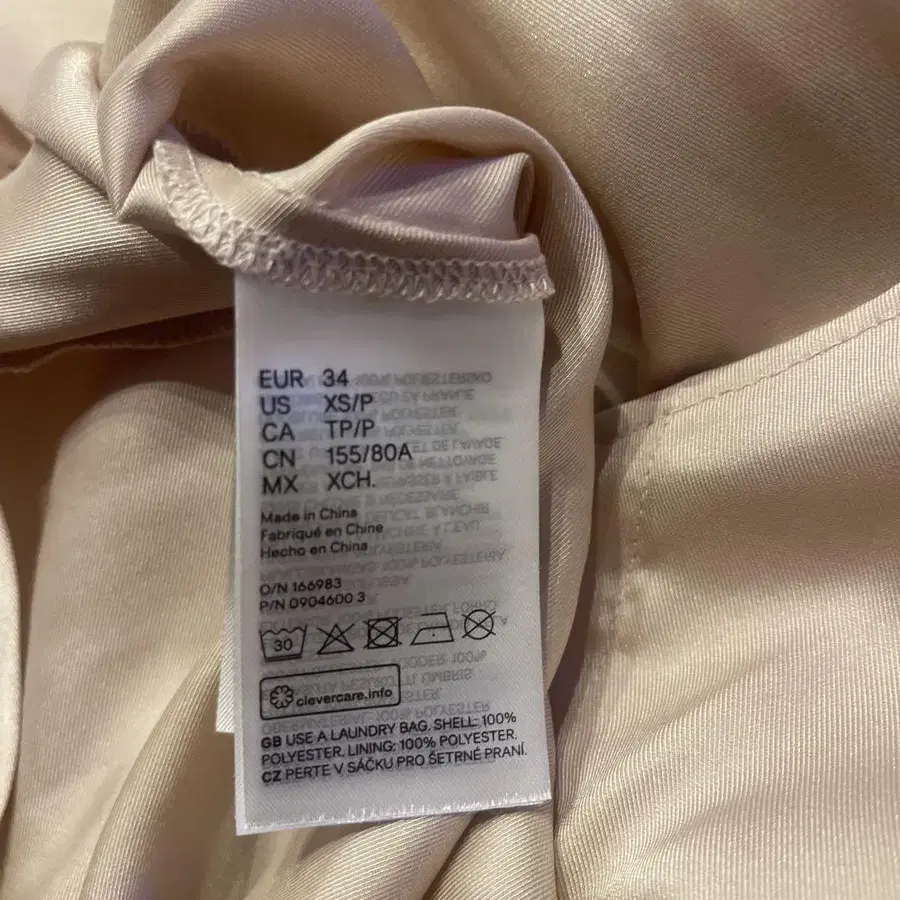 EUR 34
US XS/P
CA TP/P
CN 155/80A
MX XCH.
Made in China
Fabriqué en Chine
Hecho en China
O/N 166983
P/N 0904600 3
30
clevercare.info
GB USE A LAUNDRY BAG. SHELL: 100%
POLYESTER. LINING: 100% POLYESTER.
CZ PERTE V SÁČKU PRO ŠETRNÉ PRANÍ.